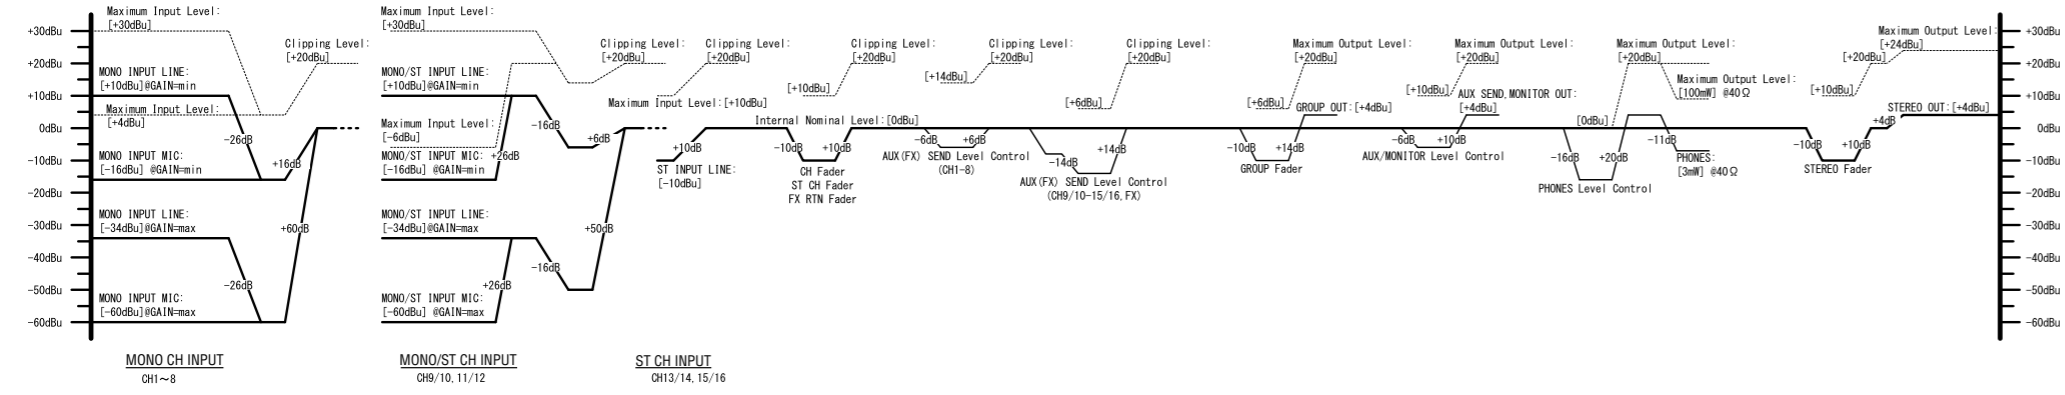 +30dBu
+20dBu
+10dBu
0dBu
-10dBu
-20dBu
-30dBu
-40dBu
-50dBu
-60dBu
Maximum Input Level:
[+30dBu]
Clipping Level:
[+20dBu]
MONO INPUT LINE:
[+10dBu]@GAIN=min
Maximum Input Level:
[+4dBu]
-26dB
+16dB
MONO INPUT MIC:
[-16dBu] @GAIN=min
MONO INPUT LINE:
[-34dBu]@GAIN=max
+60dB
-26dB
MONO INPUT MIC:
[-60dBu]@GAIN=max
MONO CH INPUT
CH1～8
Maximum Input Level:
[+30dBu]
Clipping Level:
[+20dBu]
MONO/ST INPUT LINE:
[+10dBu]@GAIN=min
-16dB
+6dB
Maximum Input Level:
[-6dBu]
MONO/ST INPUT MIC:
[-16dBu] @GAIN=min
+26dB
MONO/ST INPUT LINE:
[-34dBu]@GAIN=max
+50dB
-16dB
+26dB
MONO/ST INPUT MIC:
[-60dBu] @GAIN=max
MONO/ST CH INPUT
CH9/10, 11/12
Clipping Level:
[+20dBu]
Maximum Input Level:[+10dBu]
+10dB
ST INPUT LINE:
[-10dBu]
ST CH INPUT
CH13/14, 15/16
Internal Nominal Level:[0dBu]
Clipping Level:
[+20dBu]
[+10dBu]
-10dB
+10dB
CH Fader
ST CH Fader
FX RTN Fader
Clipping Level:
[+20dBu]
[+14dBu]
-6dB
+6dB
AUX(FX) SEND Level Control
(CH1-8)
Clipping Level:
[+20dBu]
[+6dBu]
-14dB
+14dB
AUX(FX) SEND Level Control
(CH9/10-15/16, FX)
Maximum Output Level:
[+20dBu]
[+6dBu]
GROUP OUT:[+4dBu]
-10dB
+14dB
GROUP Fader
Maximum Output Level:
[+20dBu]
[+10dBu]
AUX SEND, MONITOR OUT:
[+4dBu]
-6dB
+10dB
AUX/MONITOR Level Control
Maximum Output Level:
[+20dBu]
Maximum Output Level:
[100mW] @40Ω
[0dBu]
-16dB
+20dB
-11dB
PHONES:
[3mW] @40Ω
PHONES Level Control
Maximum Output Level:
[+24dBu]
[+20dBu]
[+10dBu]
STEREO OUT:[+4dBu]
+4dB
-10dB
+10dB
STEREO Fader
+30dBu
+20dBu
+10dBu
0dBu
-10dBu
-20dBu
-30dBu
-40dBu
-50dBu
-60dBu